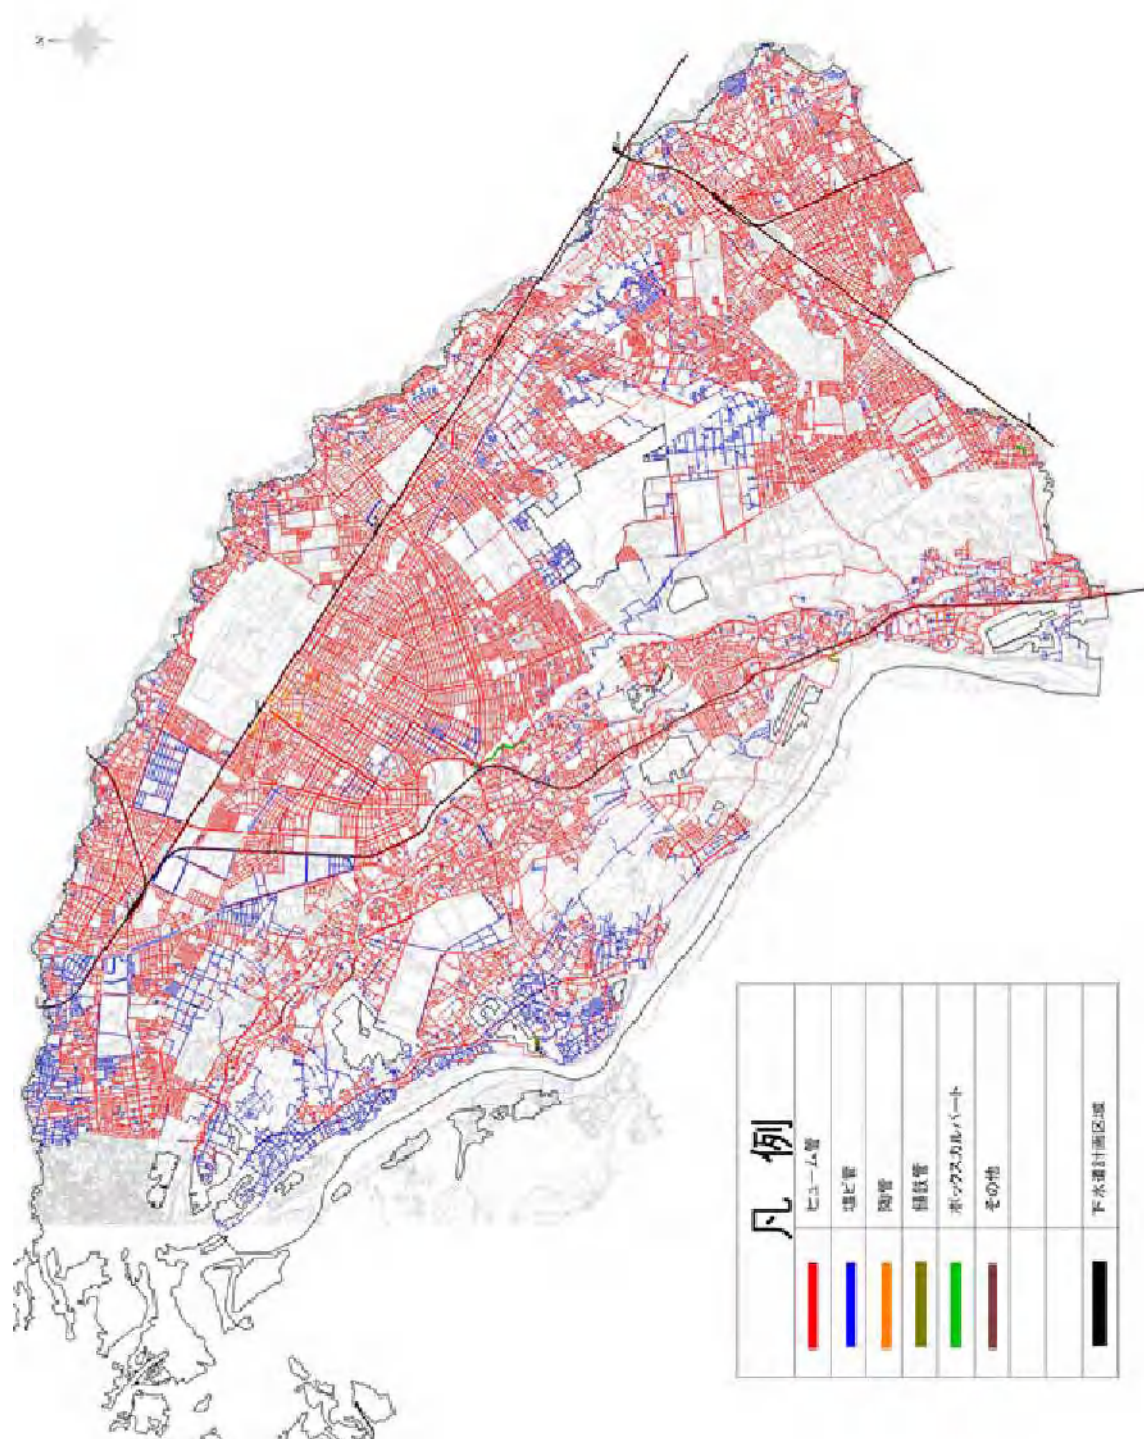 N
凡例
ヒューム管
塩ビ管
陶管
鋳鉄管
ボックスカルバート
その他
下水道計画区域